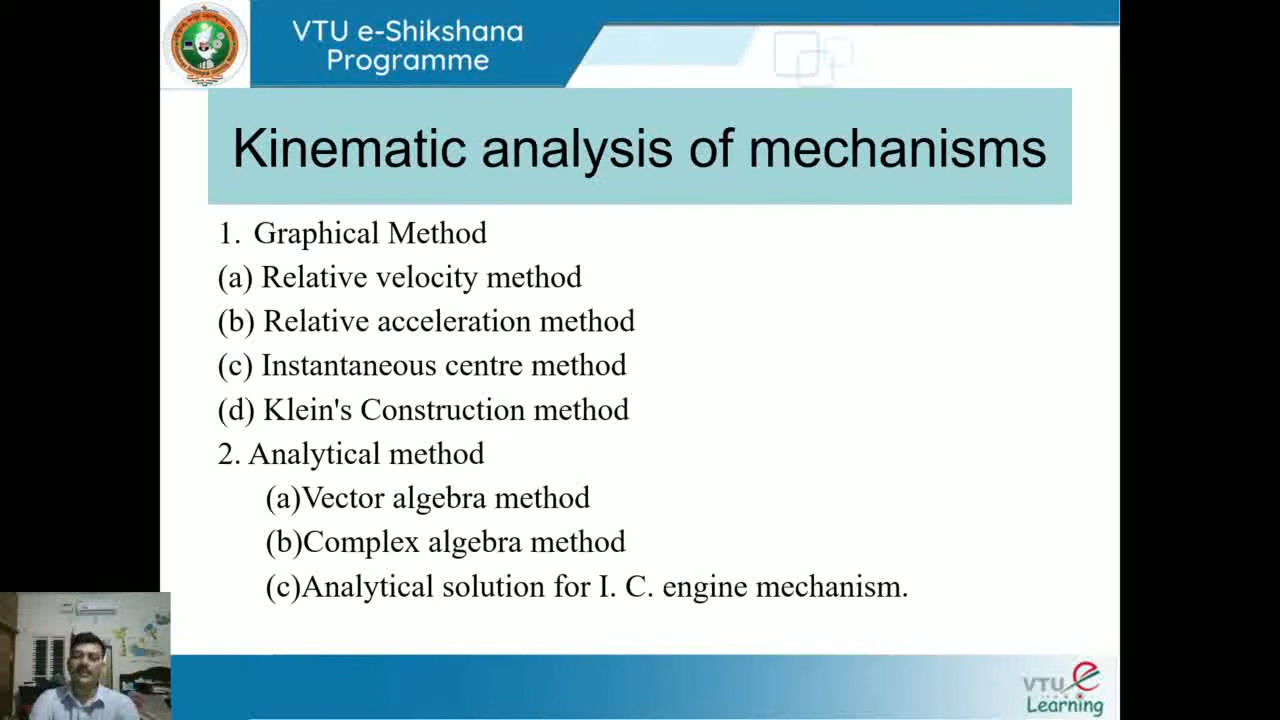 VTU e-Shikshana
Programme
Kinematic analysis of mechanisms
1. Graphical Method
(a) Relative velocity method
(b) Relative acceleration method
(c) Instantaneous centre method
(d) Klein's Construction method
2. Analytical method
(a)Vector algebra method
(b)Complex algebra method
(c)Analytical solution for I. C. engine mechanism.
VTU e
Learning